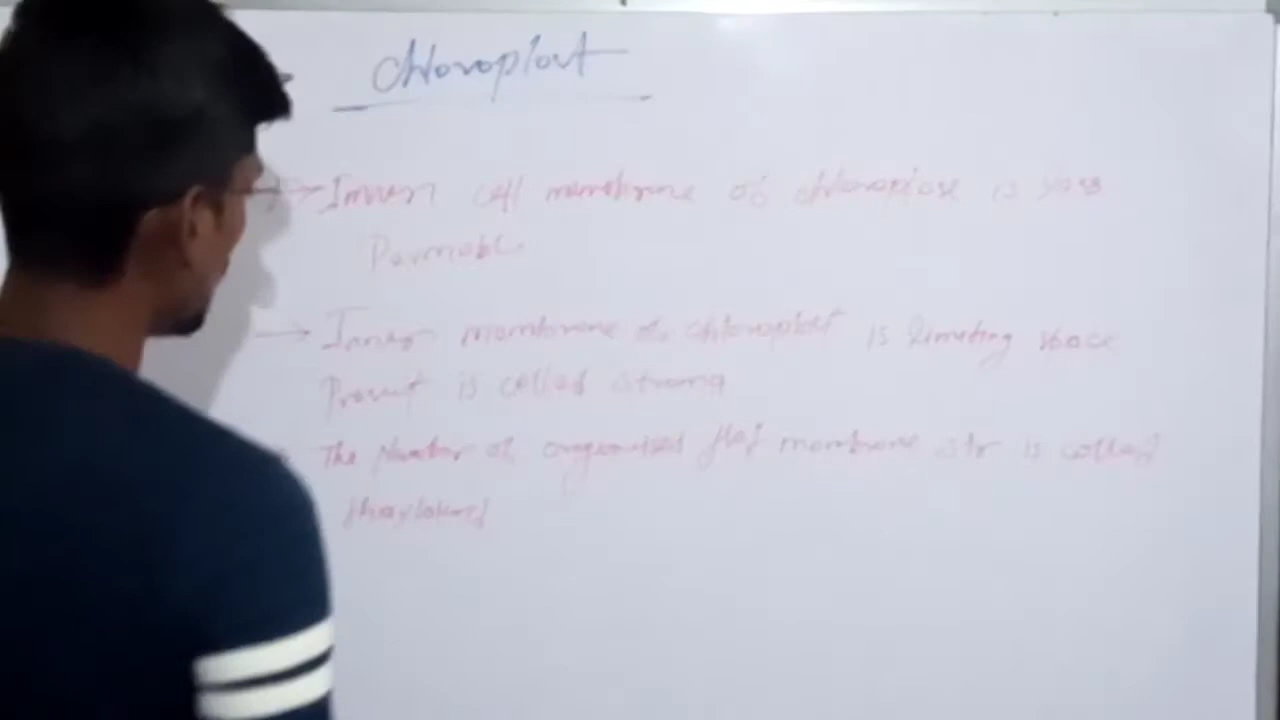 Chloroplast
→ Inner cell membrane of chloroplast is less
Permable
→ Inner membrane of chloroplast is limiting space
Present is called stroma
The Number of organised flat membrane str is called
thaylakoid